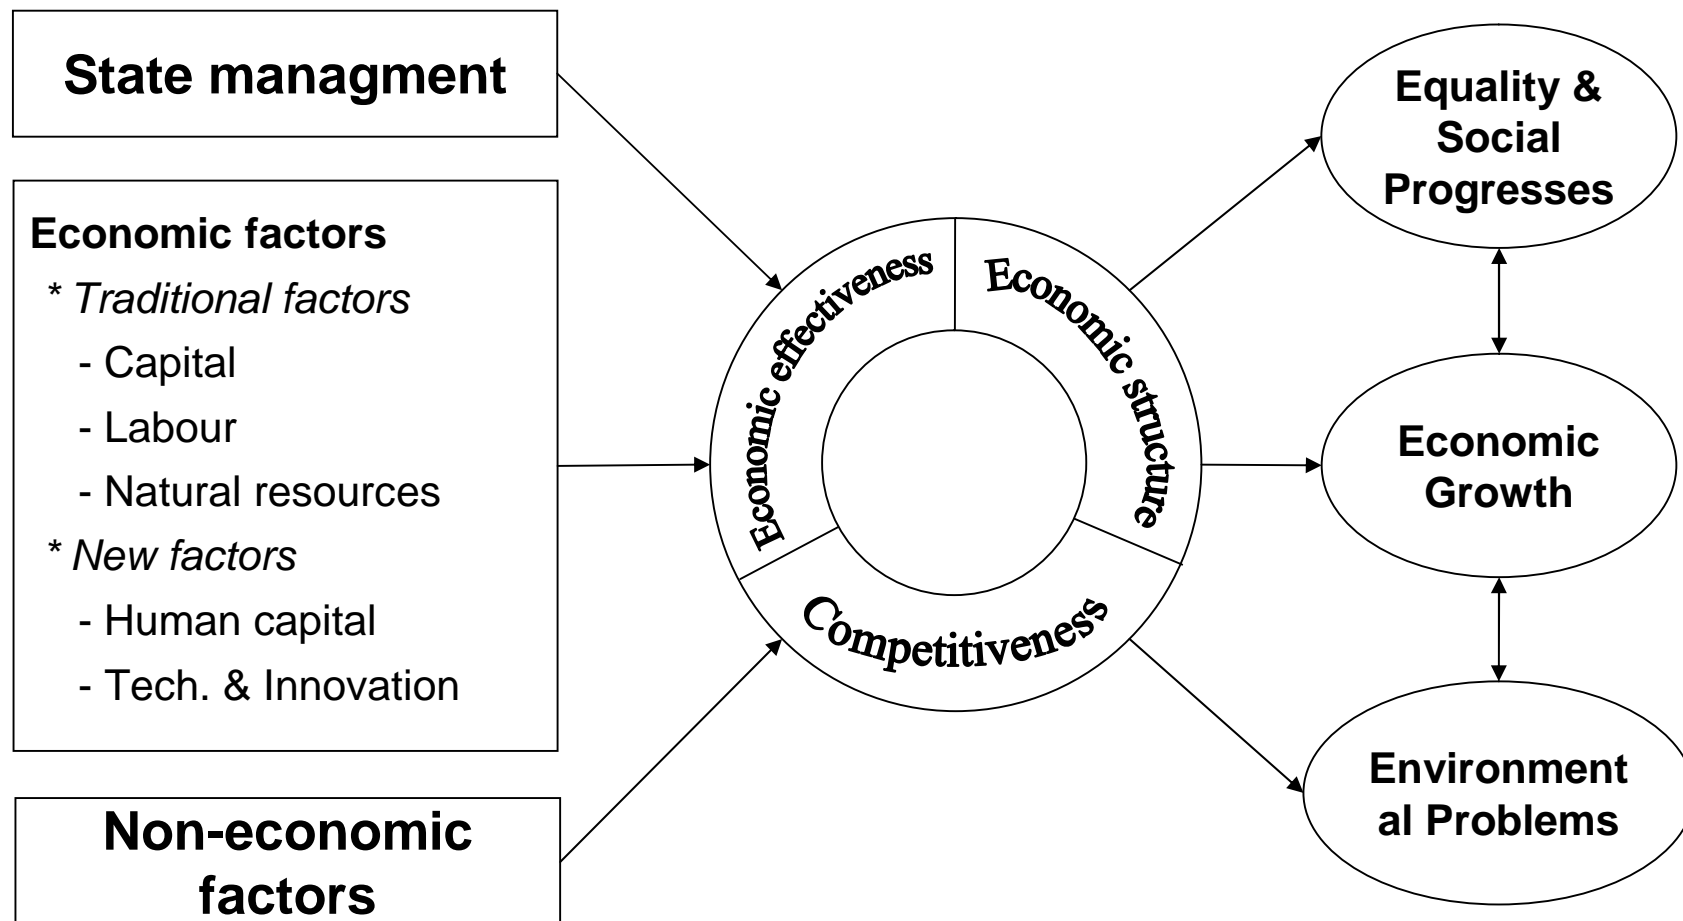 State managment
Economic factors
* Traditional factors
- Capital
- Labour
- Natural resources
* New factors
- Human capital
- Tech. & Innovation
Non-economic
factors
Economic effectiveness
Economic structure
Competitiveness
Equality &
Social
Progresses
Economic
Growth
Environment
al Problems